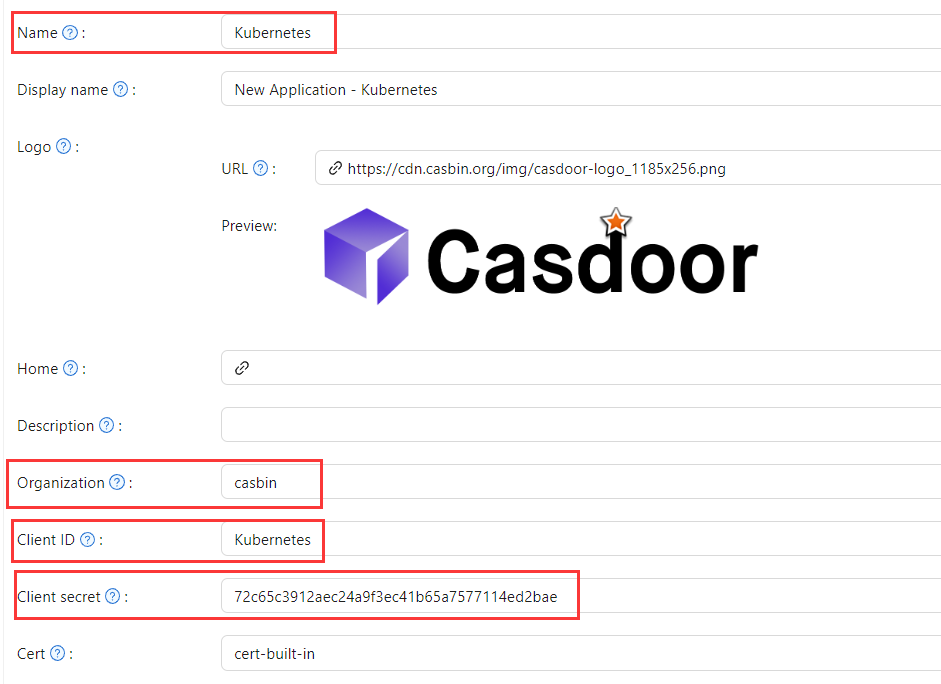 Name ? : Kubernetes
Display name ? : New Application - Kubernetes
Logo ? :
URL ? : https://cdn.casbin.org/img/casdoor-logo_1185x256.png
Preview: Casdoor
Home ? :
Description ? :
Organization ? : casbin
Client ID ? : Kubernetes
Client secret ? : 72c65c3912aec24a9f3ec41b65a7577114ed2bae
Cert ? : cert-built-in